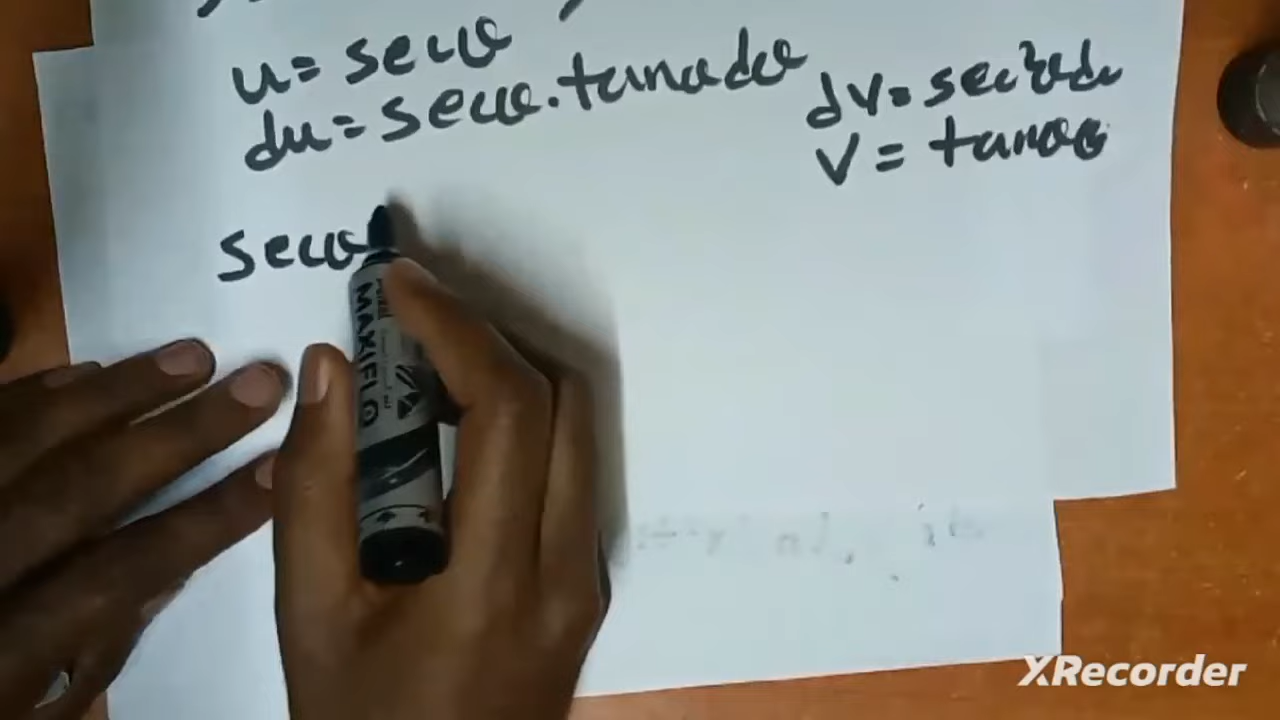 u= secθ
du= secθ.tanθdθ
dv= sec²θdθ
V= tanθ
secθ
MAXIFLO
XRecorder